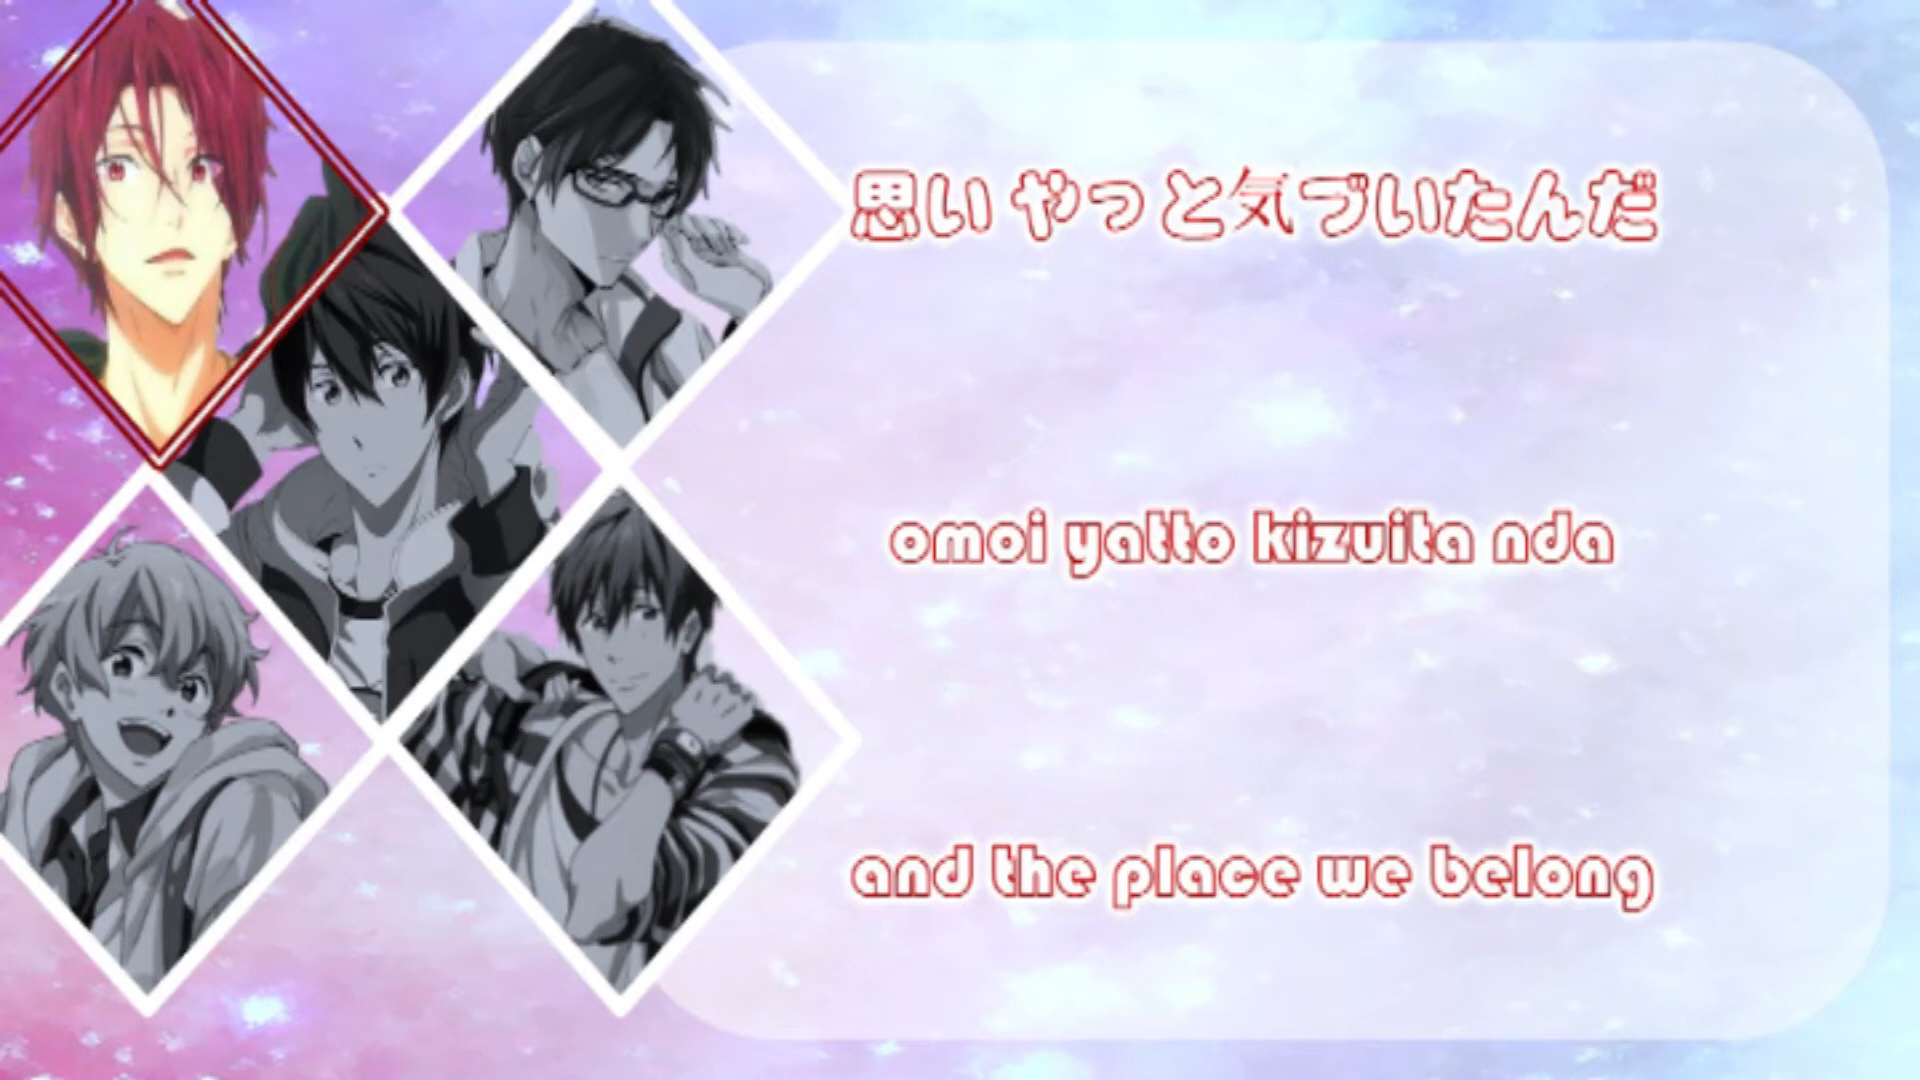 思い やっと気づいたんだ
omoi yatto kizuita nda
and the place we belong